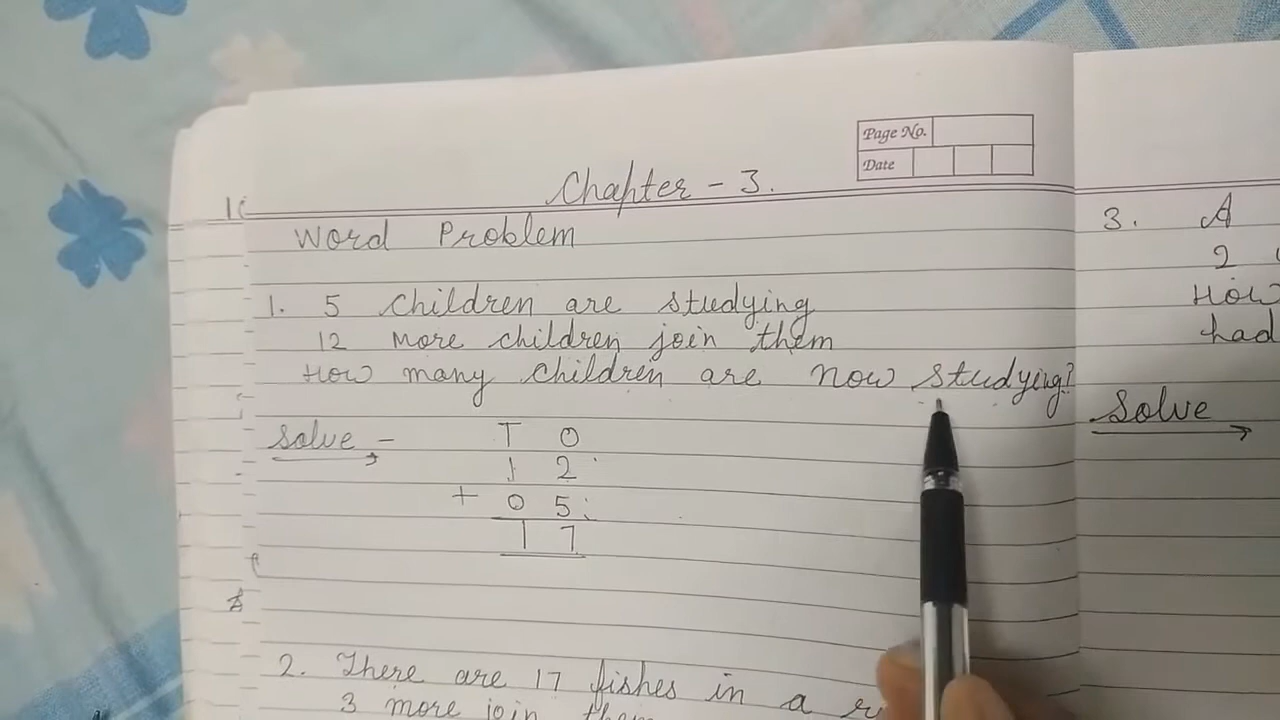 Page No.
Date
Chapter - 3.
Word Problem
1. 5 children are studying
12 more children join them
How many children are now studying?
Solve -
T O
1 2
+ 0 5
1 7
2. There are 17 fishes in a
3 more join them
3. A
2
How
had
Solve